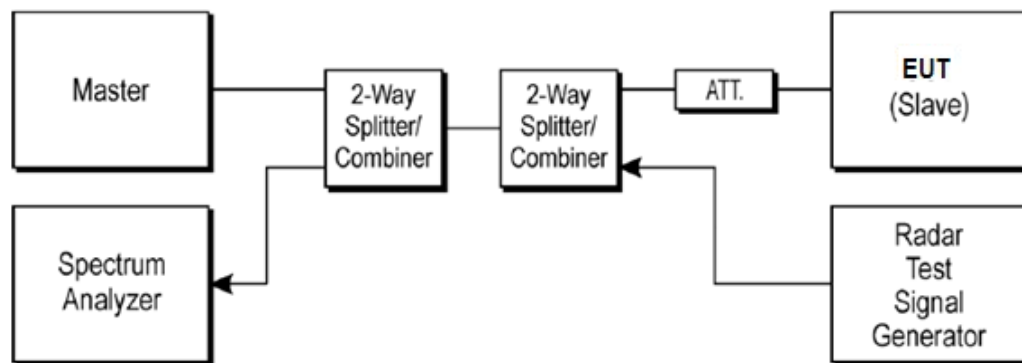 Master
2-Way
Splitter/
Combiner
2-Way
Splitter/
Combiner
ATT.
EUT
(Slave)
Spectrum
Analyzer
Radar
Test
Signal
Generator